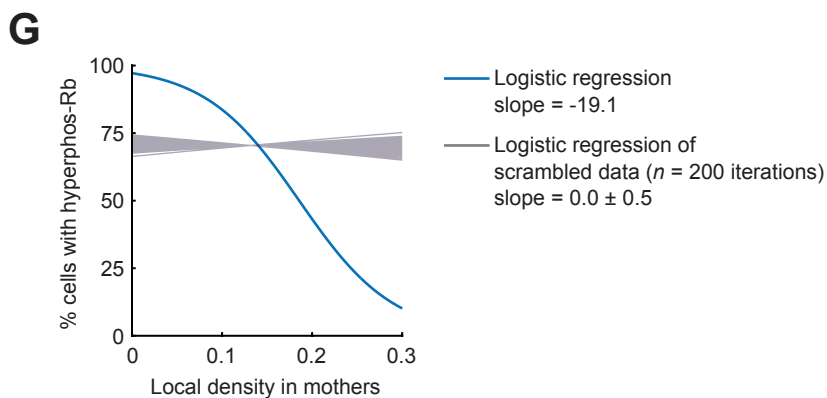 G
% cells with hyperphos-Rb
100
75
50
25
0
0
0.1
0.2
0.3
Local density in mothers
Logistic regression
slope = -19.1
Logistic regression of
scrambled data (n = 200 iterations)
slope = 0.0 ± 0.5